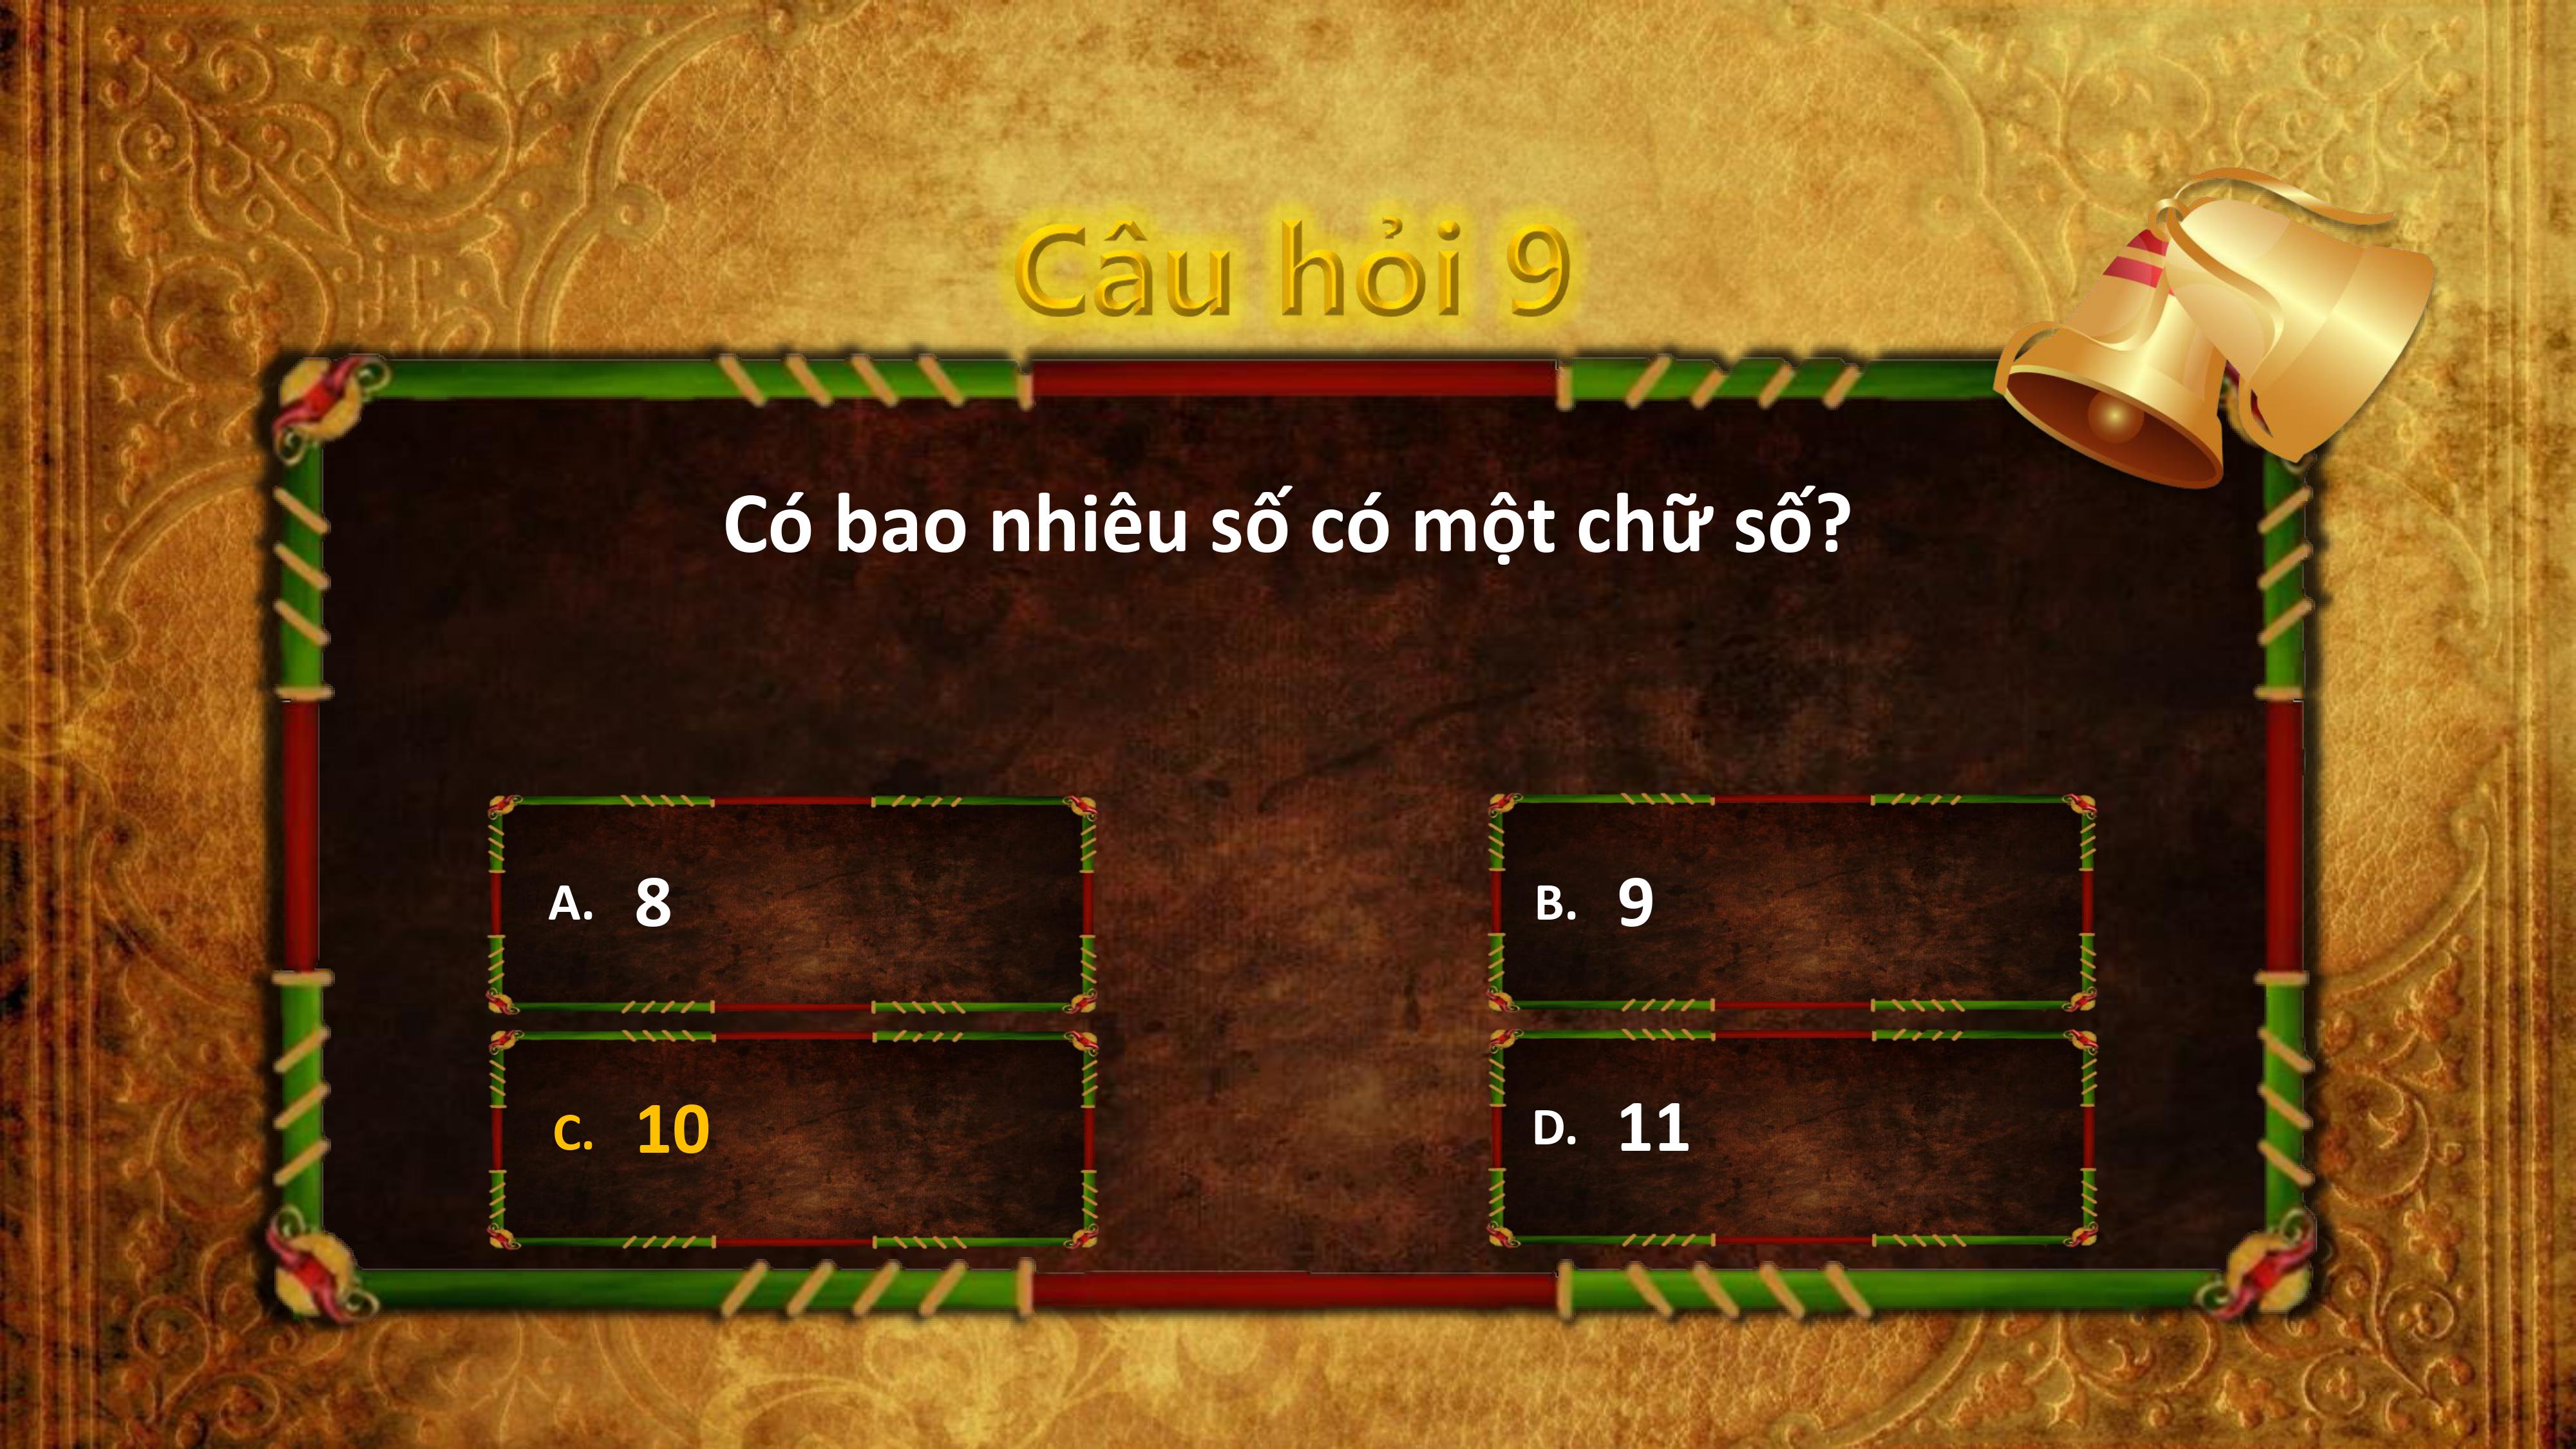 Câu hỏi 9
Có bao nhiêu số có một chữ số?
A. 8
B. 9
C. 10
D. 11